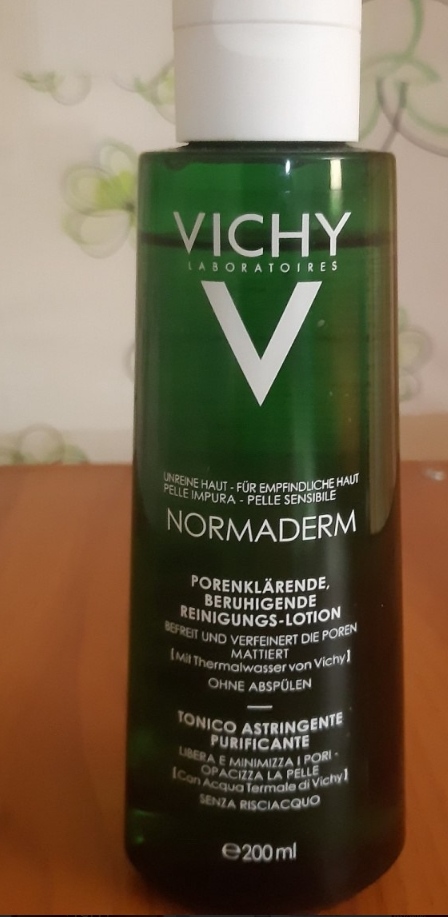 VICHY
LABORATOIRES
V
UNREINE HAUT - FÜR EMPFINDLICHE HAUT
PELLE IMPURA - PELLE SENSIBILE
NORMADERM
PORENKLÄRENDE,
BERUHIGENDE
REINIGUNGS-LOTION
BEFREIT UND VERFEINERT DIE POREN
MATTIERT
[Mit Thermalwasser von Vichy]
OHNE ABSPÜLEN
TONICO ASTRINGENTE
PURIFICANTE
LIBERA E MINIMIZZA I PORI -
OPACIZZA LA PELLE
[Con Acqua Termale di Vichy]
SENZA RISCIACQUO
℮200 ml